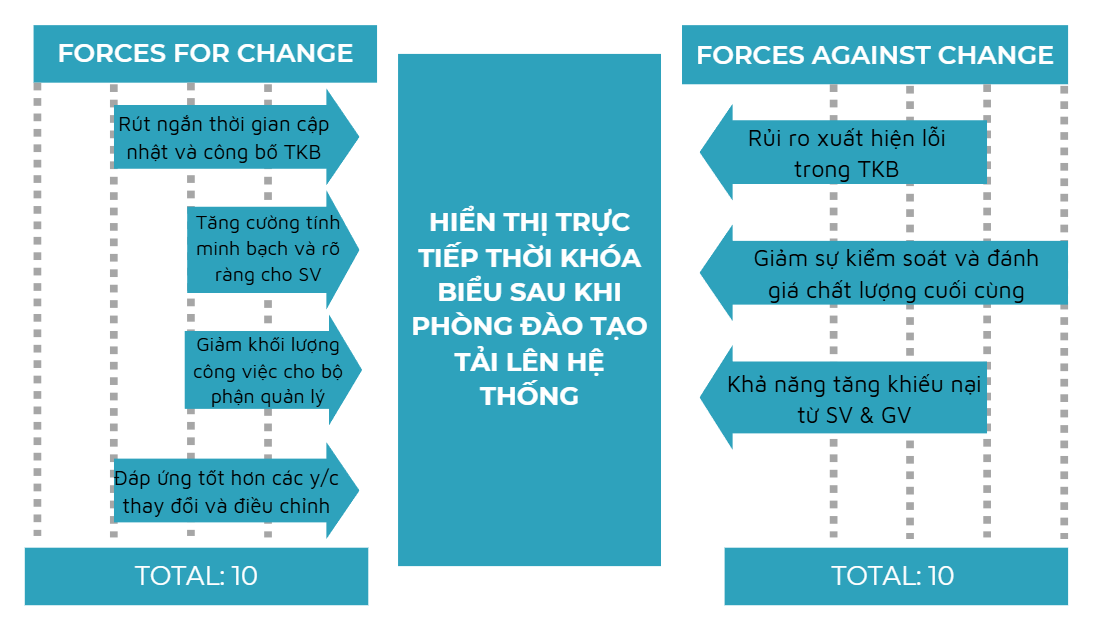 FORCES FOR CHANGE
Rút ngắn thời gian cập
nhật và công bố TKB
Tăng cường tính
minh bạch và rõ
ràng cho SV
Giảm khối lượng
công việc cho bộ
phận quản lý
Đáp ứng tốt hơn các y/c
thay đổi và điều chỉnh
TOTAL: 10
HIỂN THỊ TRỰC
TIẾP THỜI KHÓA
BIỂU SAU KHI
PHÒNG ĐÀO TẠO
TẢI LÊN HỆ
THỐNG
FORCES AGAINST CHANGE
Rủi ro xuất hiện lỗi
trong TKB
Giảm sự kiểm soát và đánh
giá chất lượng cuối cùng
Khả năng tăng khiếu nại
từ SV & GV
TOTAL: 10